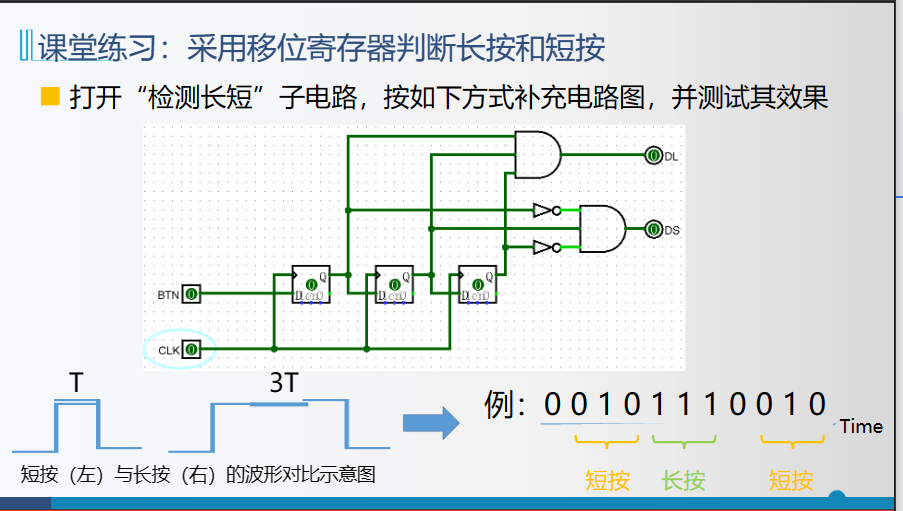 课堂练习：采用移位寄存器判断长按和短按
打开“检测长短”子电路，按如下方式补充电路图，并测试其效果
DL
DS
Q Q Q
0 0 0
BTN 0 D en0 D en0 D en0
CLK 0
T 3T
例：0 0 1 0 1 1 1 0 0 1 0 Time
短按（左）与长按（右）的波形对比示意图
短按 长按 短按